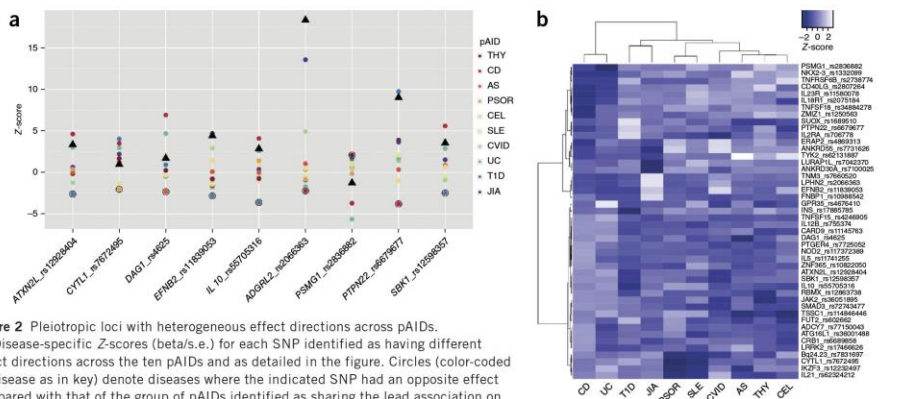 a
15
10
5
0
−5
Z-score
ATXN2L_rs12928404
CYTL1_rs7672495
DAG1_rs4625
EFNB2_rs11839053
IL10_rs55705316
ADGRL2_rs2066363
PSMG1_rs2836882
PTPN22_rs6679677
SBK1_rs12598357
pAID
THY
CD
AS
PSOR
CEL
SLE
CVID
UC
T1D
JIA
re 2 Pleiotropic loci with heterogeneous effect directions across pAIDs.
Disease-specific Z-scores (beta/s.e.) for each SNP identified as having different
ct directions across the ten pAIDs and as detailed in the figure. Circles (color-coded
disease as in key) denote diseases where the indicated SNP had an opposite effect
pared with that of the group of pAIDs identified as sharing the lead association on
b
−2 0 2
Z-score
PSMG1_rs2836882
NKX2-3_rs1332099
TNFRSF6B_rs2738774
CD40LG_rs2807264
IL23R_rs11580078
IL18R1_rs2075184
TNFSF18_rs34884278
ZMIZ1_rs1250563
SUOX_rs1689510
PTPN22_rs6679677
IL2RA_rs706778
ERAP2_rs4869313
ANKRD55_rs7731626
TYK2_rs62131887
LURAP1L_rs7042370
ANKRD30A_rs7100025
TNM3_rs7660520
LPHN2_rs2066363
EFNB2_rs11839053
FNBP1_rs10988542
GPR35_rs4676410
INS_rs17885785
TNFSF15_rs4246905
IL12B_rs755374
CARD9_rs11145763
DAG1_rs4625
PTGER4_rs7725052
NOD2_rs117372389
IL5_rs11741255
ZNF365_rs10822050
ATXN2L_rs12928404
SBK1_rs12598357
IL10_rs55705316
RBMX_rs12863738
JAK2_rs36051895
SMAD3_rs72743477
TSSC1_rs114846446
FUT2_rs602662
ADCY7_rs77150043
ATG16L1_rs36001488
CRB1_rs6689858
LRRK2_rs17466626
8q24.23_rs7831697
CYTL1_rs7672495
IKZF3_rs12232497
IL21_rs62324212
CD
UC
T1D
JIA
PSOR
SLE
CVID
AS
THY
CEL